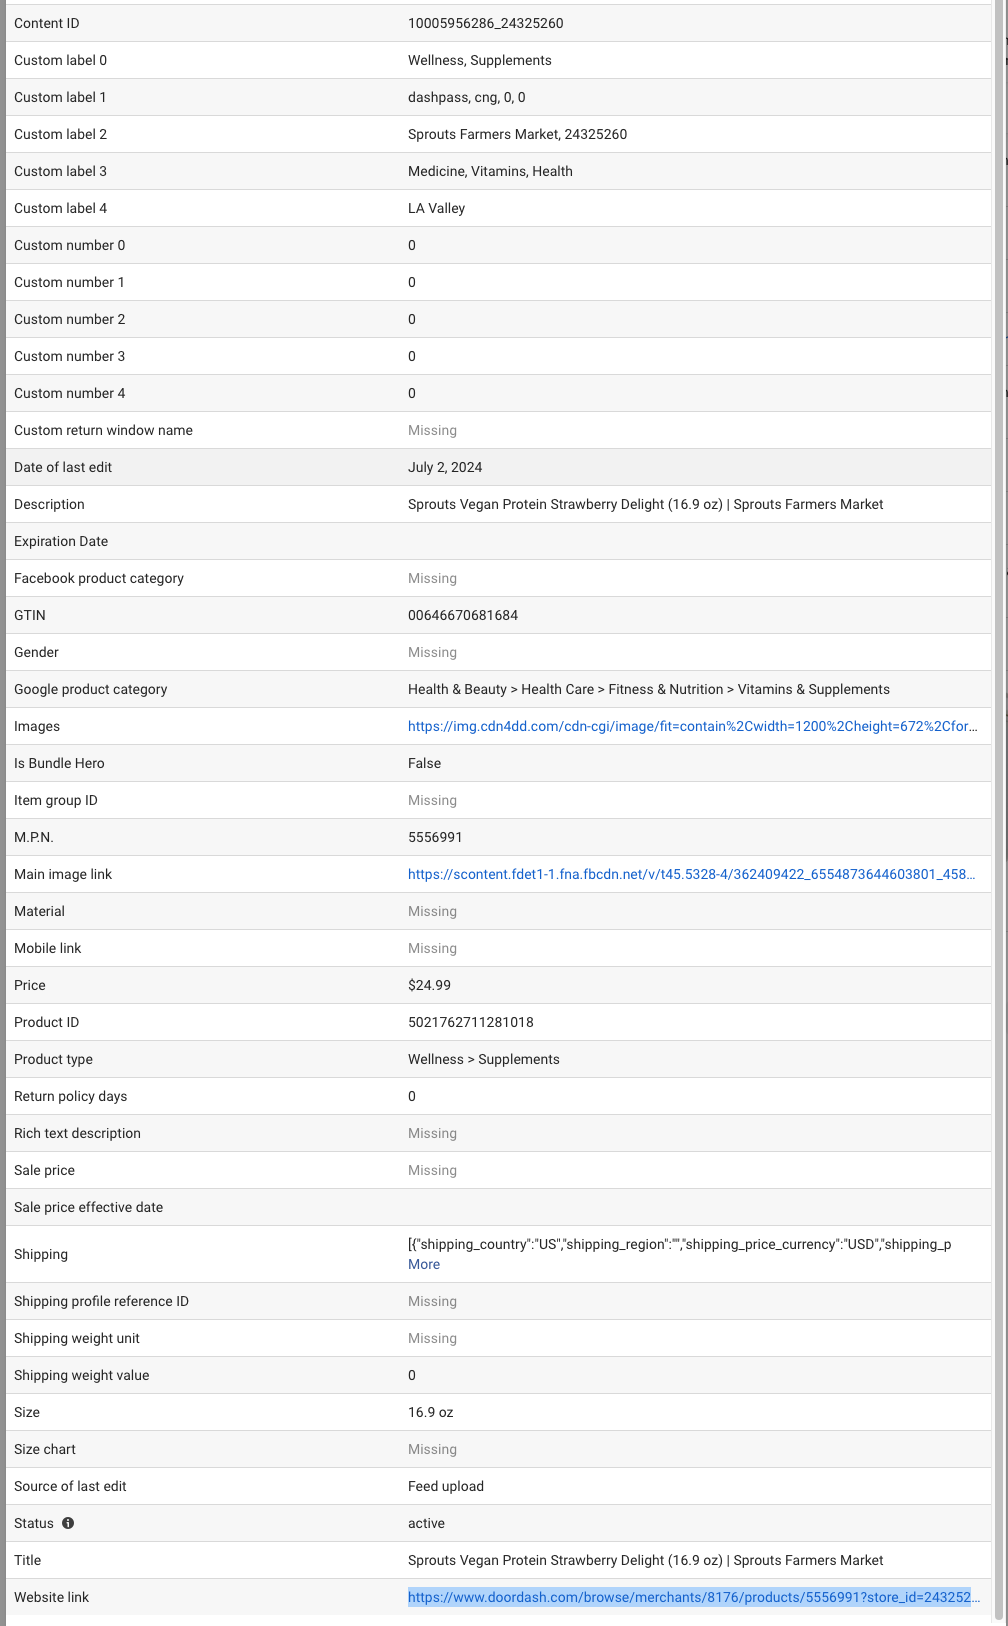 Content ID 10005956286_24325260
Custom label 0 Wellness, Supplements
Custom label 1 dashpass, cng, 0, 0
Custom label 2 Sprouts Farmers Market, 24325260
Custom label 3 Medicine, Vitamins, Health
Custom label 4 LA Valley
Custom number 0 0
Custom number 1 0
Custom number 2 0
Custom number 3 0
Custom number 4 0
Custom return window name Missing
Date of last edit July 2, 2024
Description Sprouts Vegan Protein Strawberry Delight (16.9 oz) | Sprouts Farmers Market
Expiration Date
Facebook product category Missing
GTIN 00646670681684
Gender Missing
Google product category Health & Beauty > Health Care > Fitness & Nutrition > Vitamins & Supplements
Images https://img.cdn4dd.com/cdn-cgi/image/fit=contain%2Cwidth=1200%2Cheight=672%2Cfor...
Is Bundle Hero False
Item group ID Missing
M.P.N. 5556991
Main image link https://scontent.fdet1-1.fna.fbcdn.net/v/t45.5328-4/362409422_6554873644603801_458...
Material Missing
Mobile link Missing
Price $24.99
Product ID 5021762711281018
Product type Wellness > Supplements
Return policy days 0
Rich text description Missing
Sale price Missing
Sale price effective date
Shipping [{"shipping_country":"US","shipping_region":"","shipping_price_currency":"USD","shipping_p
More
Shipping profile reference ID Missing
Shipping weight unit Missing
Shipping weight value 0
Size 16.9 oz
Size chart Missing
Source of last edit Feed upload
Status active
Title Sprouts Vegan Protein Strawberry Delight (16.9 oz) | Sprouts Farmers Market
Website link https://www.doordash.com/browse/merchants/8176/products/5556991?store_id=243252...